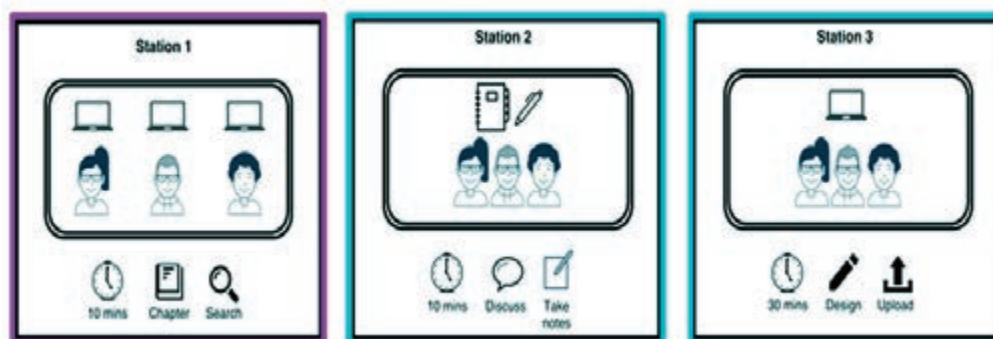 Station 1
10 mins
Chapter
Search
Station 2
10 mins
Discuss
Take
notes
Station 3
30 mins
Design
Upload